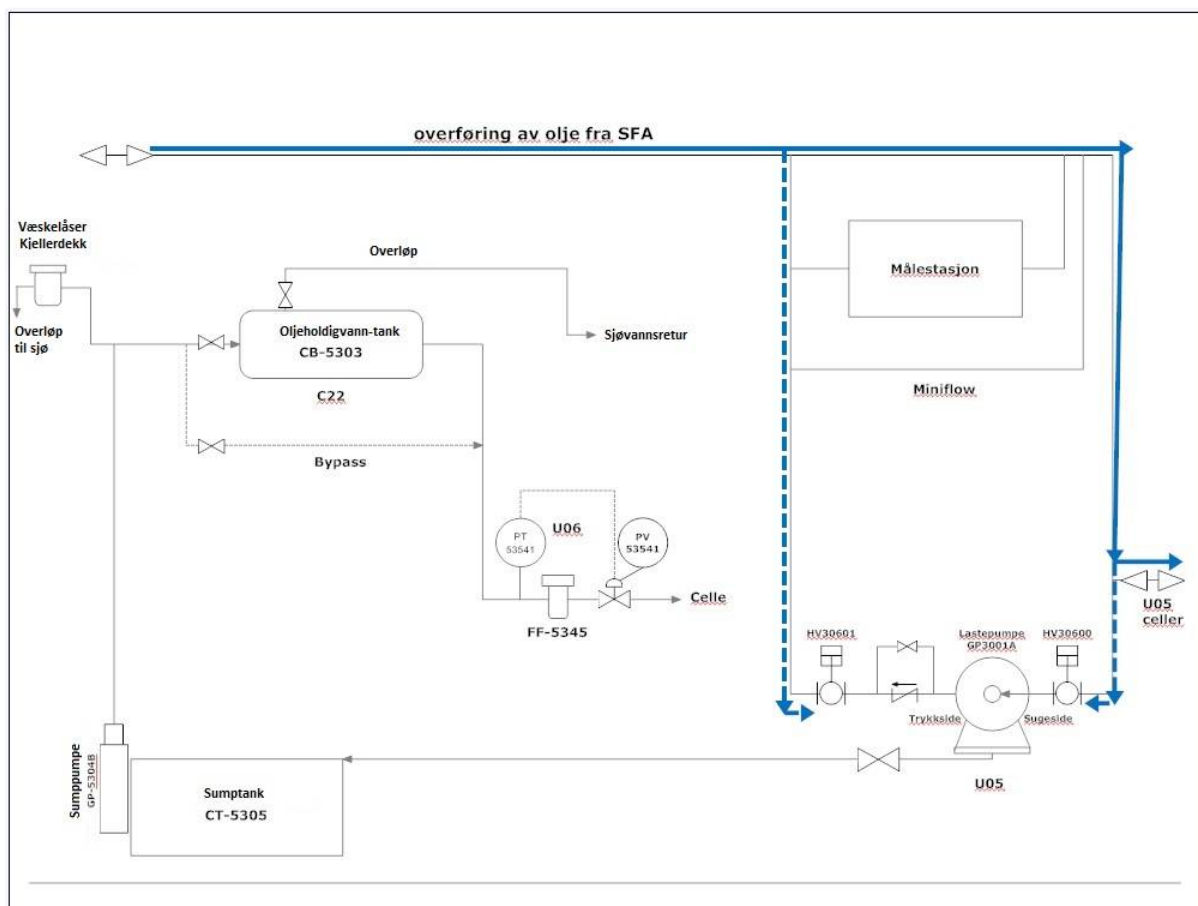 overføring av olje fra SFA
Væskelåser
Kjellerdekk
Overløp
til sjø
Overløp
Sjøvannsretur
Oljeholdigvann-tank
CB-5303
C22
Bypass
Målestasjon
Miniflow
U06
PT
53541
PV
53541
Celle
FF-5345
U05
celler
HV30601
Lastepumpe
GP3001A
HV30600
Trykkside
Sugeside
U05
Sumppumpe
GP-5304B
Sumptank
CT-5305